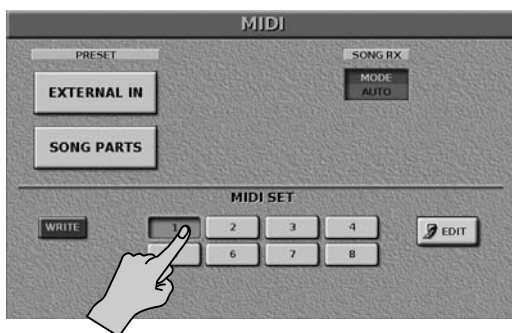 MIDI
PRESET SONG RX
EXTERNAL IN MODE
AUTO
SONG PARTS
MIDI SET
WRITE 1 2 3 4 EDIT
6 7 8